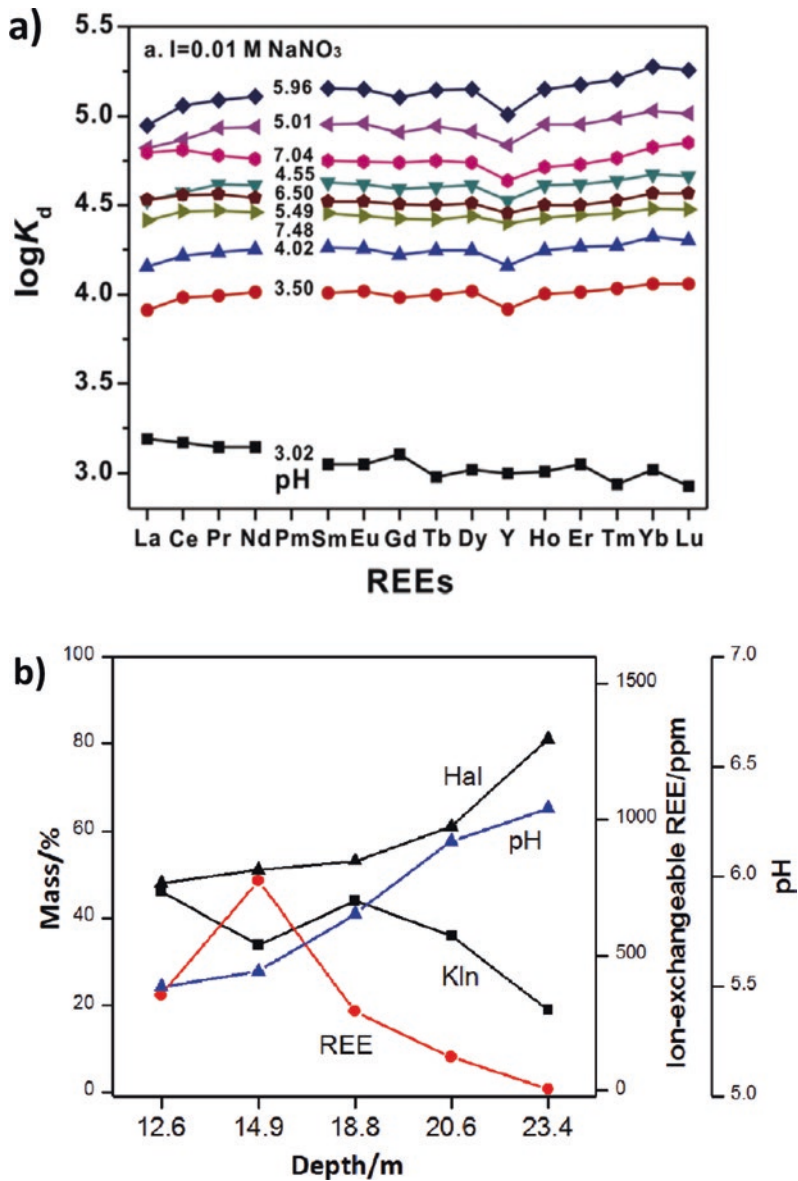 a)
a. I=0.01 M NaNO₃
5.5
5.0
4.5
4.0
3.5
3.0
logKd
5.96
5.01
7.04
4.55
6.50
5.49
7.48
4.02
3.50
3.02
pH
La Ce Pr Nd Pm Sm Eu Gd Tb Dy Y Ho Er Tm Yb Lu
REEs
b)
100
80
60
40
20
0
Mass/%
Hal
pH
Kln
REE
12.6 14.9 18.8 20.6 23.4
Depth/m
1500
1000
500
0
Ion-exchangeable REE/ppm
7.0
6.5
6.0
5.5
5.0
pH